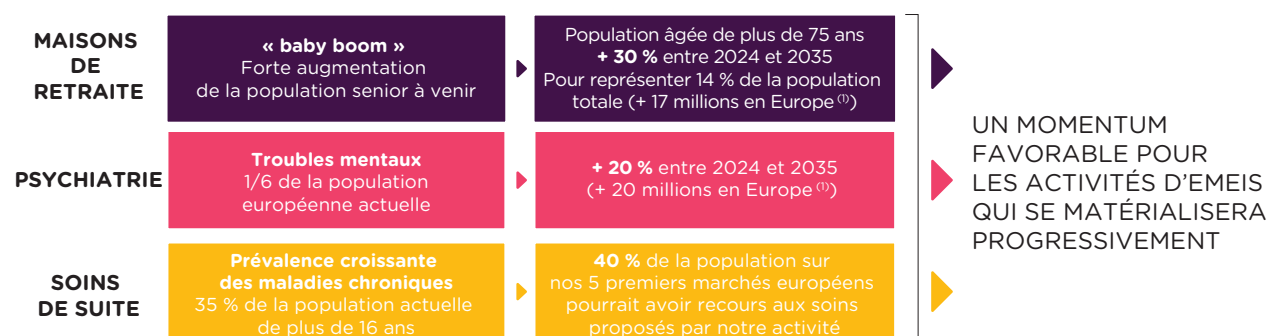 MAISONS
DE
RETRAITE
« baby boom »
Forte augmentation
de la population senior à venir
Population âgée de plus de 75 ans
+ 30 % entre 2024 et 2035
Pour représenter 14 % de la population
totale (+ 17 millions en Europe (1))
PSYCHIATRIE
Troubles mentaux
1/6 de la population
européenne actuelle
+ 20 % entre 2024 et 2035
(+ 20 millions en Europe (1))
SOINS
DE SUITE
Prévalence croissante
des maladies chroniques
35 % de la population actuelle
de plus de 16 ans
40 % de la population sur
nos 5 premiers marchés européens
pourrait avoir recours aux soins
proposés par notre activité
UN MOMENTUM
FAVORABLE POUR
LES ACTIVITÉS D'EMEIS
QUI SE MATÉRIALISERA
PROGRESSIVEMENT